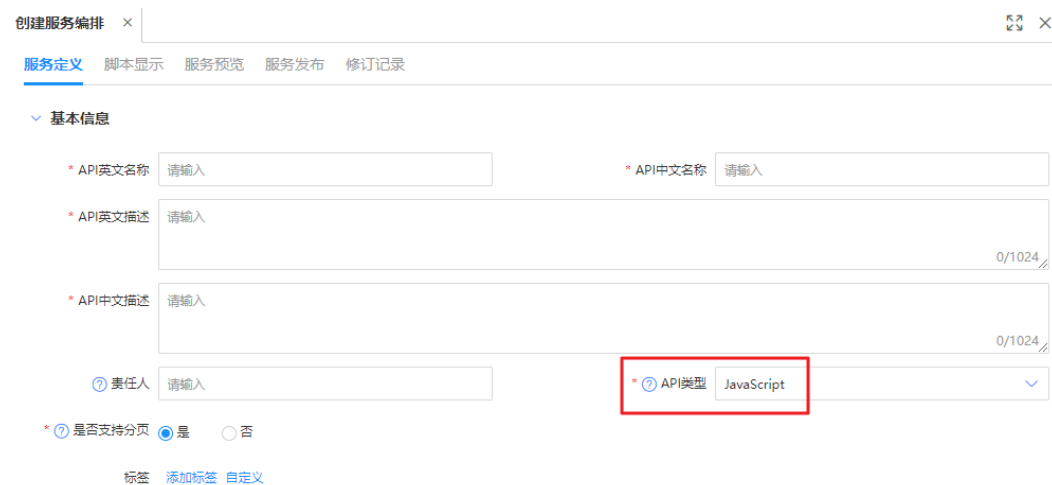 创建服务编排
服务定义 脚本显示 服务预览 服务发布 修订记录
基本信息
* API英文名称 请输入 * API中文名称 请输入
* API英文描述 请输入
0/1024
* API中文描述 请输入
0/1024
责任人 请输入 * API类型 JavaScript
* 是否支持分页 是 否
标签 添加标签 自定义